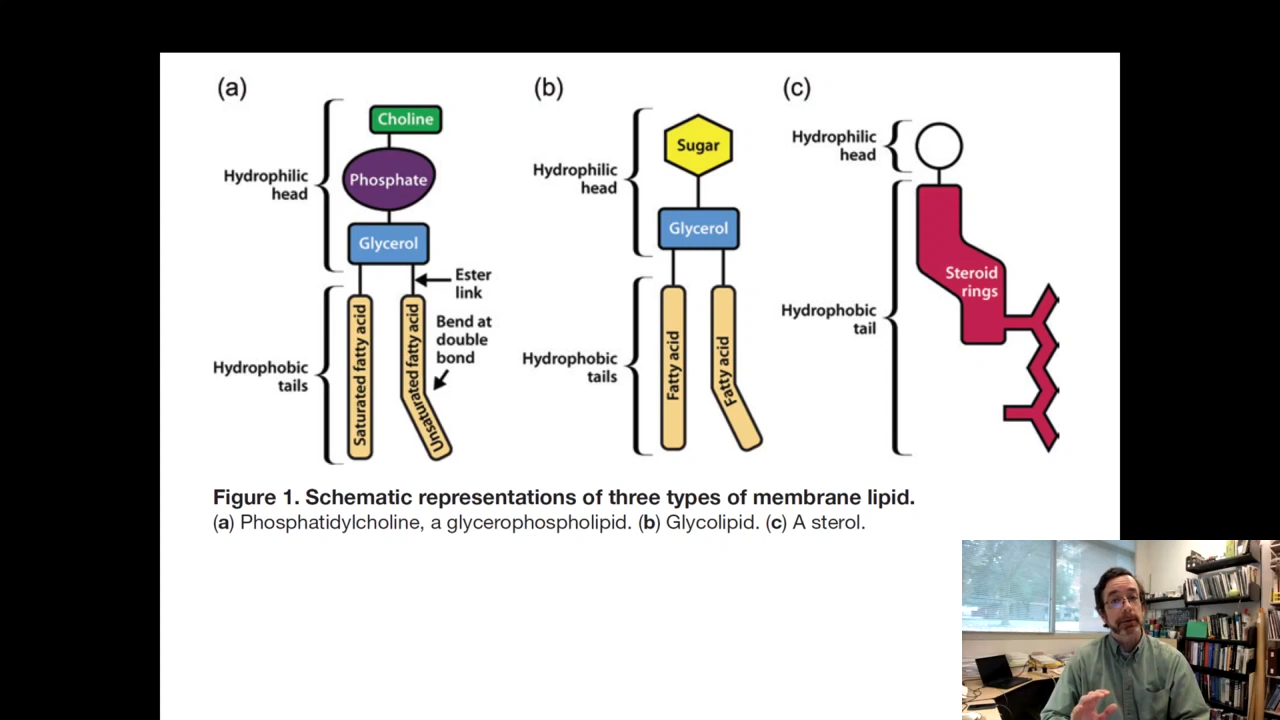 (a)
Choline
Phosphate
Hydrophilic
head
Glycerol
Ester
link
Bend at
double
bond
Saturated fatty acid
Unsaturated fatty acid
Hydrophobic
tails
(b)
Sugar
Hydrophilic
head
Glycerol
Fatty acid
Fatty acid
Hydrophobic
tails
(c)
Hydrophilic
head
Steroid
rings
Hydrophobic
tail
Figure 1. Schematic representations of three types of membrane lipid.
(a) Phosphatidylcholine, a glycerophospholipid. (b) Glycolipid. (c) A sterol.